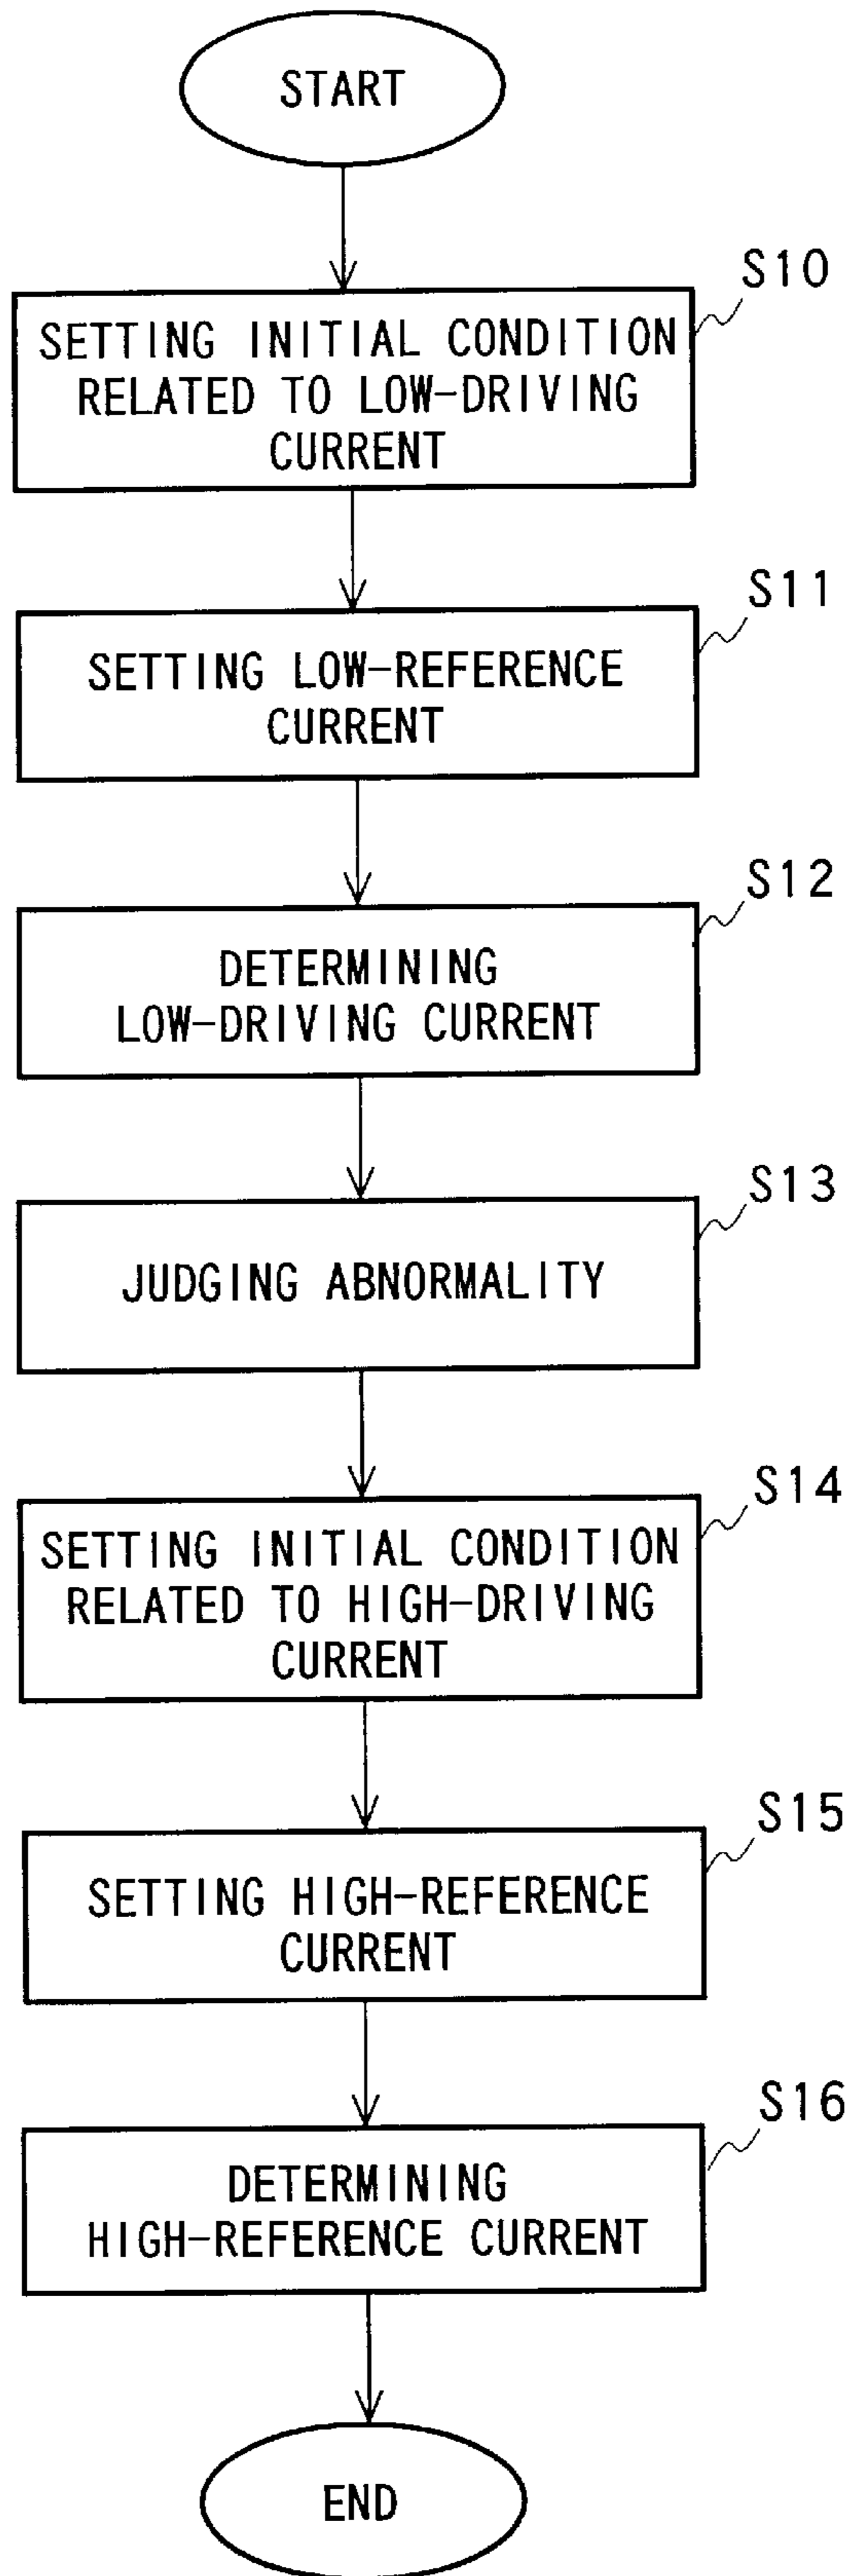 START
S10
SETTING INITIAL CONDITION
RELATED TO LOW-DRIVING
CURRENT
S11
SETTING LOW-REFERENCE
CURRENT
S12
DETERMINING
LOW-DRIVING CURRENT
S13
JUDGING ABNORMALITY
S14
SETTING INITIAL CONDITION
RELATED TO HIGH-DRIVING
CURRENT
S15
SETTING HIGH-REFERENCE
CURRENT
S16
DETERMINING
HIGH-REFERENCE CURRENT
END